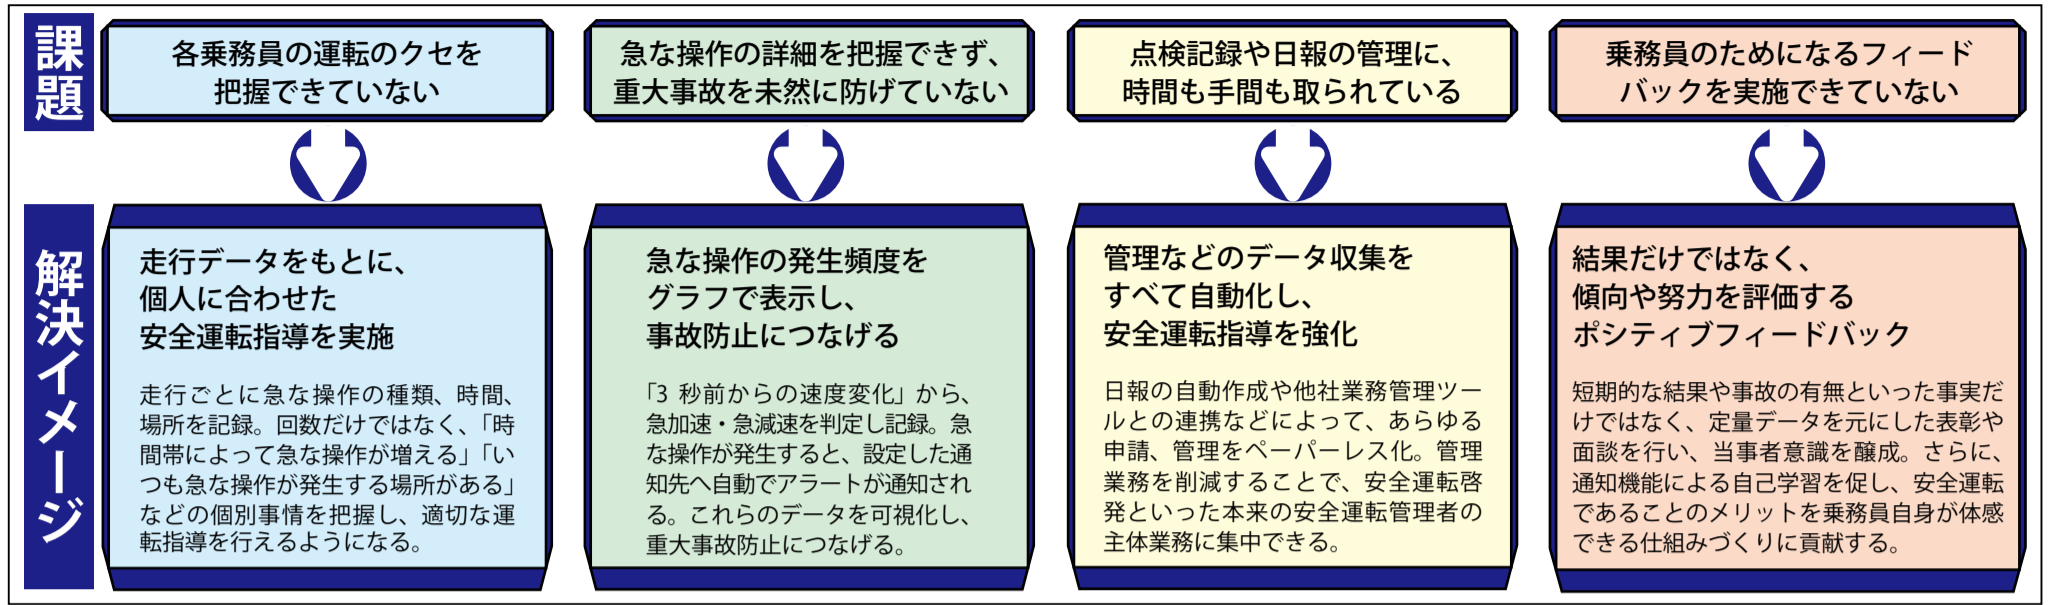 課題
各乗務員の運転のクセを
把握できていない
急な操作の詳細を把握できず、
重大事故を未然に防げていない
点検記録や日報の管理に、
時間も手間も取られている
乗務員のためになるフィード
バックを実施できていない
解決イメージ
走行データをもとに、
個人に合わせた
安全運転指導を実施
走行ごとに急な操作の種類、時間、
場所を記録。回数だけではなく、「時
間帯によって急な操作が増える」「い
つも急な操作が発生する場所がある」
などの個別事情を把握し、適切な運
転指導を行えるようになる。
急な操作の発生頻度を
グラフで表示し、
事故防止につなげる
「3 秒前からの速度変化」から、
急加速・急減速を判定し記録。急
な操作が発生すると、設定した通
知先へ自動でアラートが通知され
る。これらのデータを可視化し、
重大事故防止につなげる。
管理などのデータ収集を
すべて自動化し、
安全運転指導を強化
日報の自動作成や他社業務管理ツー
ルとの連携などによって、あらゆる
申請、管理をペーパーレス化。管理
業務を削減することで、安全運転啓
発といった本来の安全運転管理者の
主体業務に集中できる。
結果だけではなく、
傾向や努力を評価する
ポシティブフィードバック
短期的な結果や事故の有無といった事実だ
けではなく、定量データを元にした表彰や
面談を行い、当事者意識を醸成。さらに、
通知機能による自己学習を促し、安全運転
であることのメリットを乗務員自身が体感
できる仕組みづくりに貢献する。